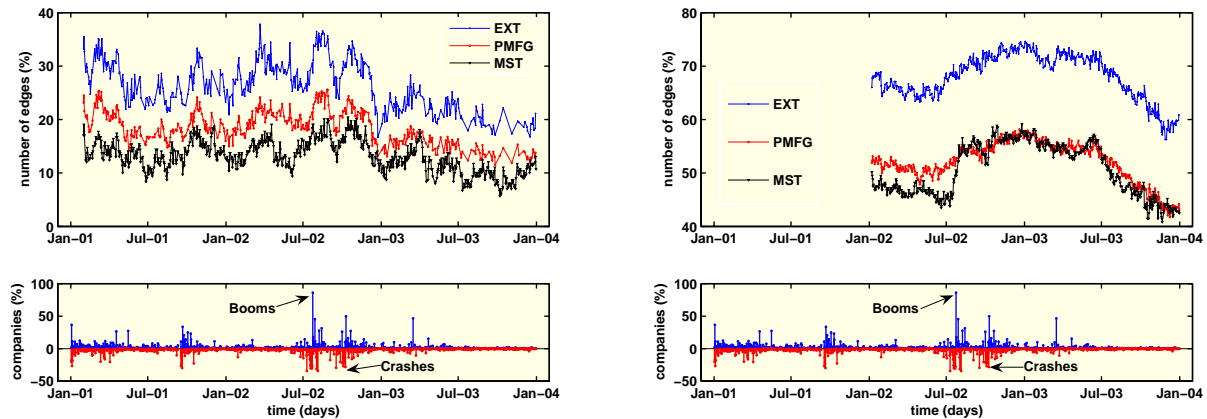 number of edges (%)
40
30
20
10
0
EXT
PMFG
MST
Jan−01 Jul−01 Jan−02 Jul−02 Jan−03 Jul−03 Jan−04
companies (%)
100
50
0
−50
Booms
Crashes
Jan−01 Jul−01 Jan−02 Jul−02 Jan−03 Jul−03 Jan−04
time (days)
number of edges (%)
80
70
60
50
40
EXT
PMFG
MST
Jan−01 Jul−01 Jan−02 Jul−02 Jan−03 Jul−03 Jan−04
companies (%)
100
50
0
−50
Booms
Crashes
Jan−01 Jul−01 Jan−02 Jul−02 Jan−03 Jul−03 Jan−04
time (days)